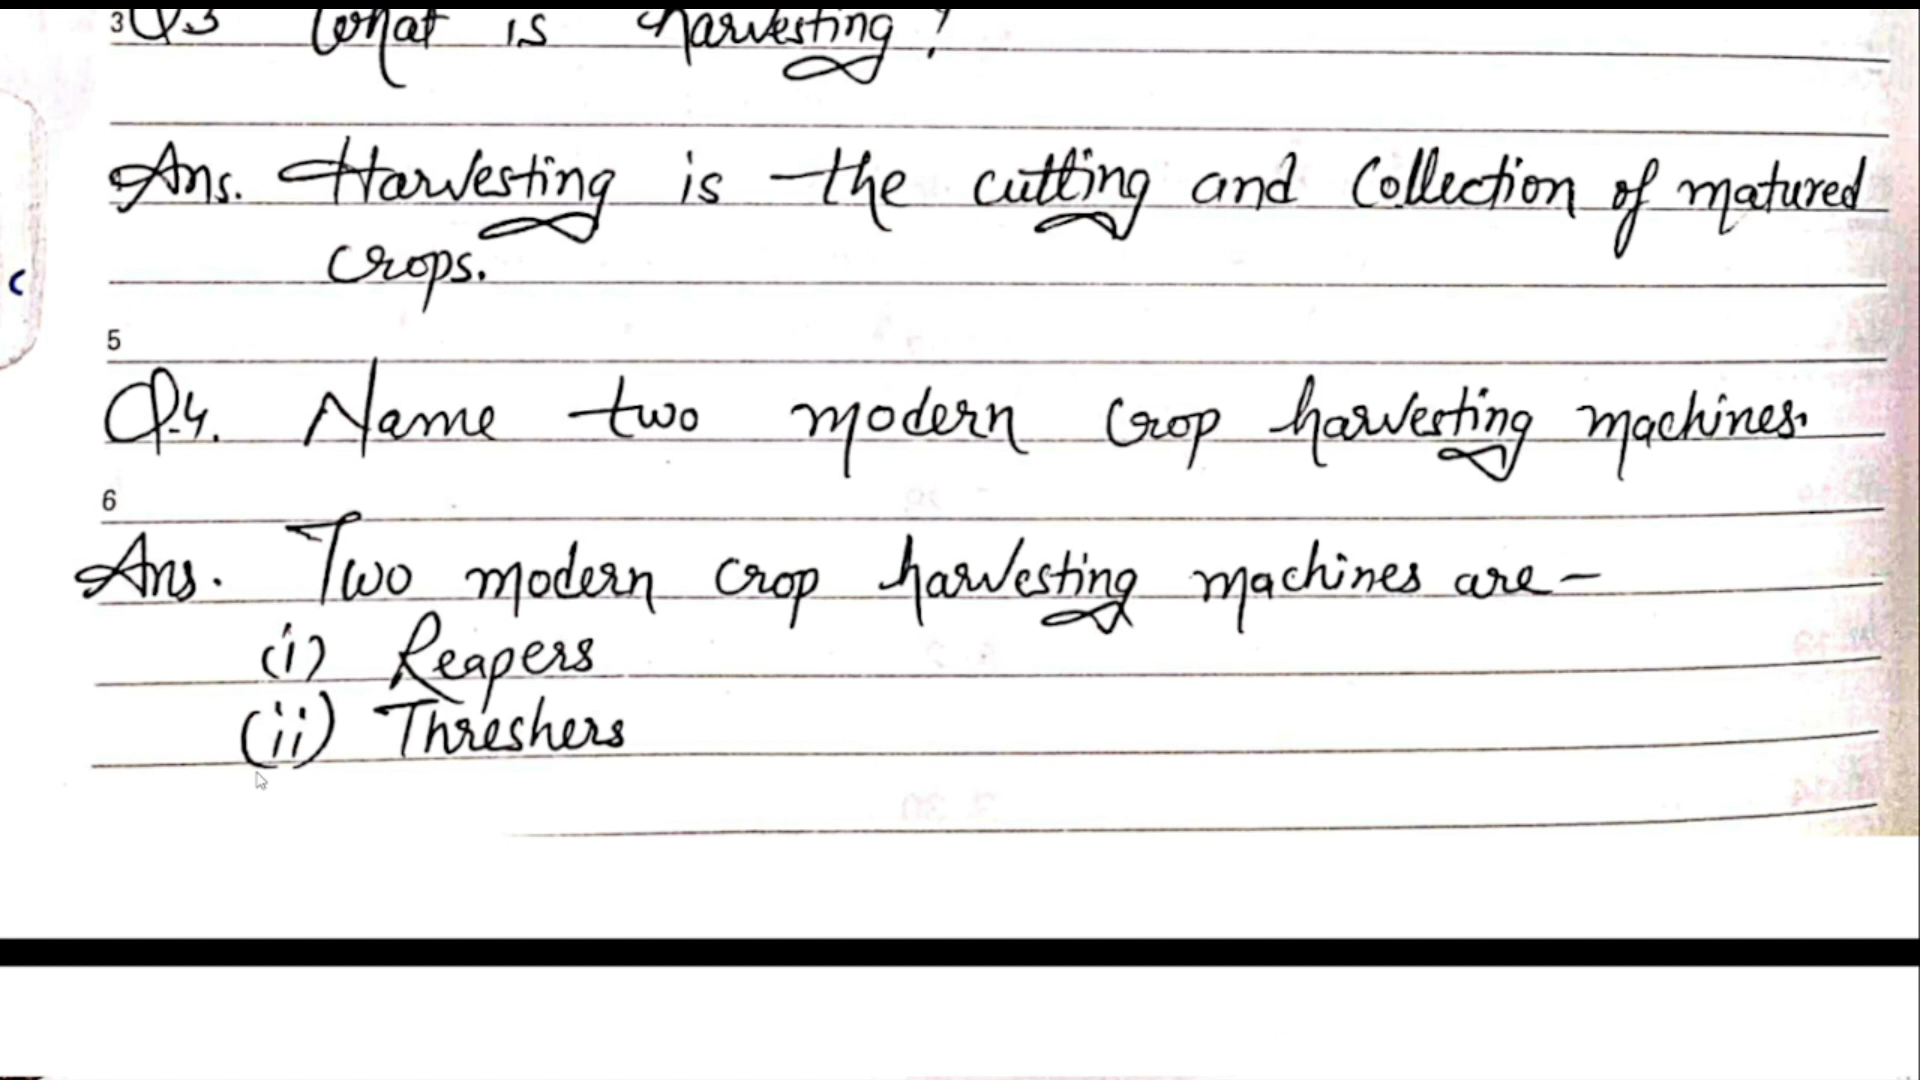 3 Q3 What is harvesting?
Ans. Harvesting is the cutting and collection of matured
crops.
5
Q.4. Name two modern crop harvesting machines.
6
Ans. Two modern crop harvesting machines are -
(i) Reapers
(ii) Threshers